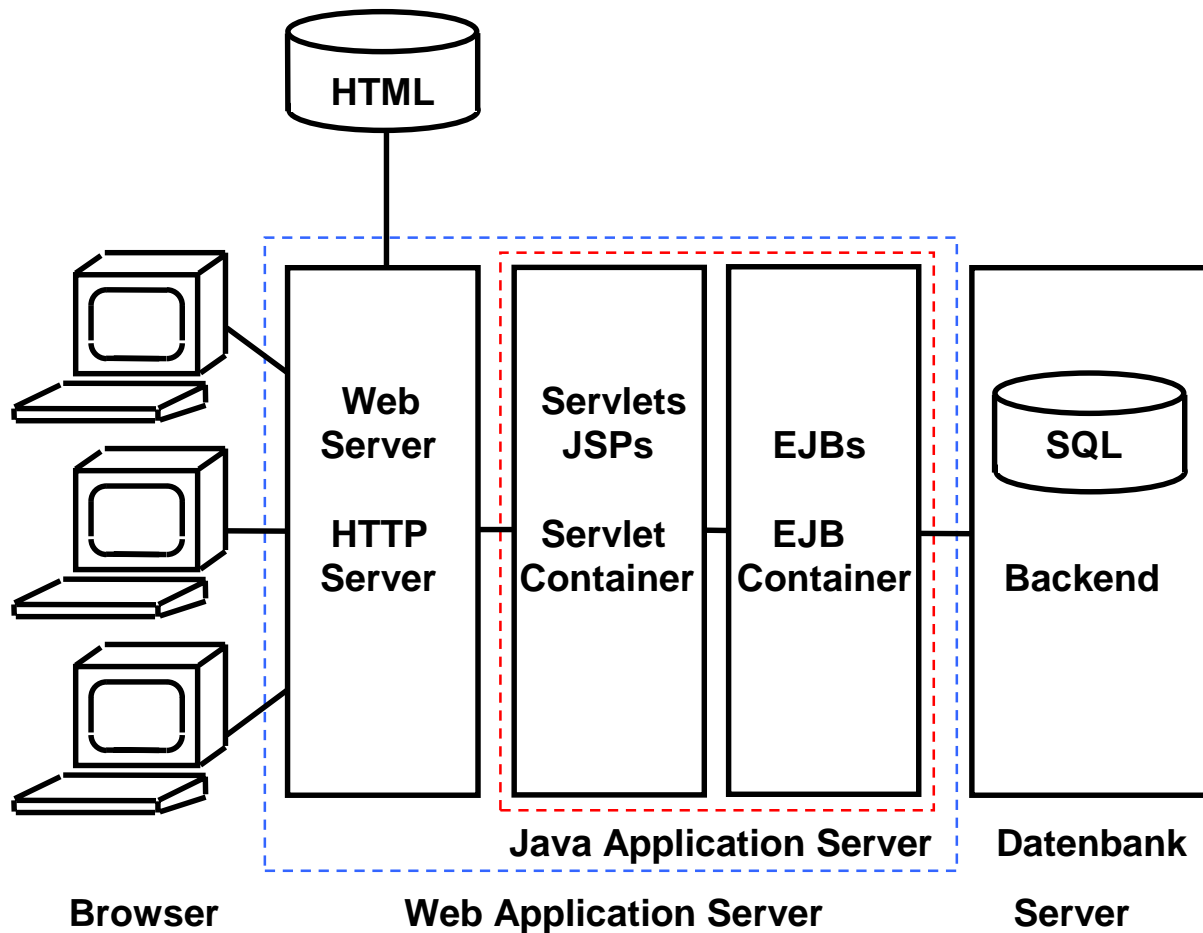 HTML
Web
Server
HTTP
Server
Servlets
JSPs
Servlet
Container
EJBs
EJB
Container
SQL
Backend
Java Application Server
Datenbank
Server
Browser
Web Application Server